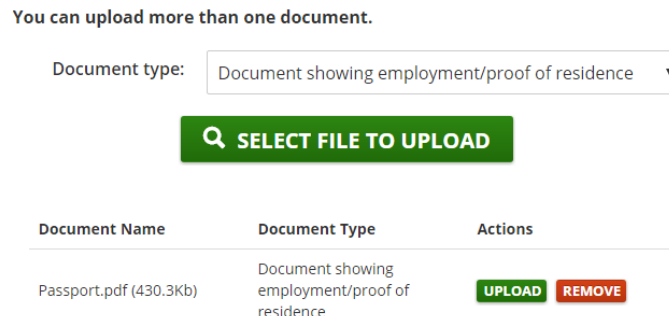 You can upload more than one document.
Document type: Document showing employment/proof of residence
SELECT FILE TO UPLOAD
Document Name Document Type Actions
Document showing
Passport.pdf (430.3Kb) employment/proof of UPLOAD REMOVE
residence